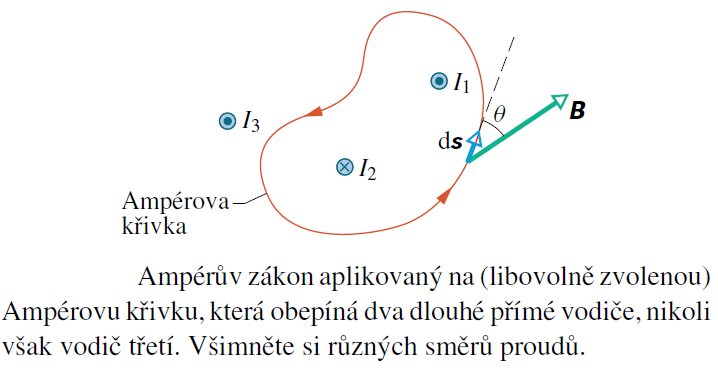 I₁
I₃
θ
B
ds
I₂
Ampérova
křivka
Ampérův zákon aplikovaný na (libovolně zvolenou)
Ampérovu křivku, která obepíná dva dlouhé přímé vodiče, nikoli
však vodič třetí. Všimněte si různých směrů proudů.